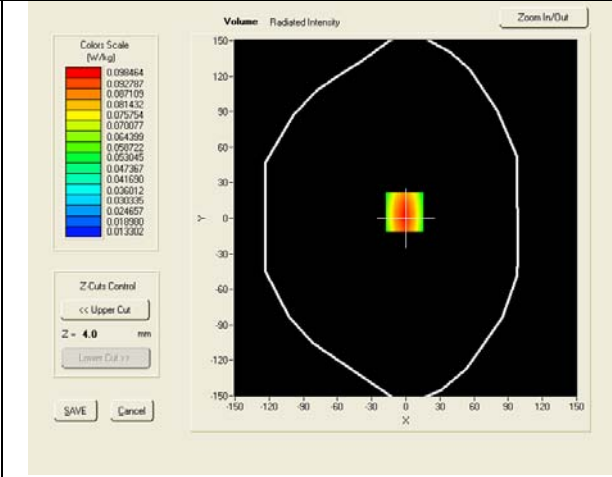 Volume Radiated Intensity
Zoom In/Out
Colors Scale
(W/kg)
0.098464
0.092787
0.087109
0.081432
0.075754
0.070077
0.064399
0.058722
0.053045
0.047367
0.041690
0.036012
0.030335
0.024657
0.018980
0.013302
Z-Cuts Control
<< Upper Cut
Z = 4.0 mm
Lower Cut >>
SAVE Cancel
150
120
90
60
30
0
-30
-60
-90
-120
-150
Y
-150 -120 -90 -60 -30 0 30 60 90 120 150
X